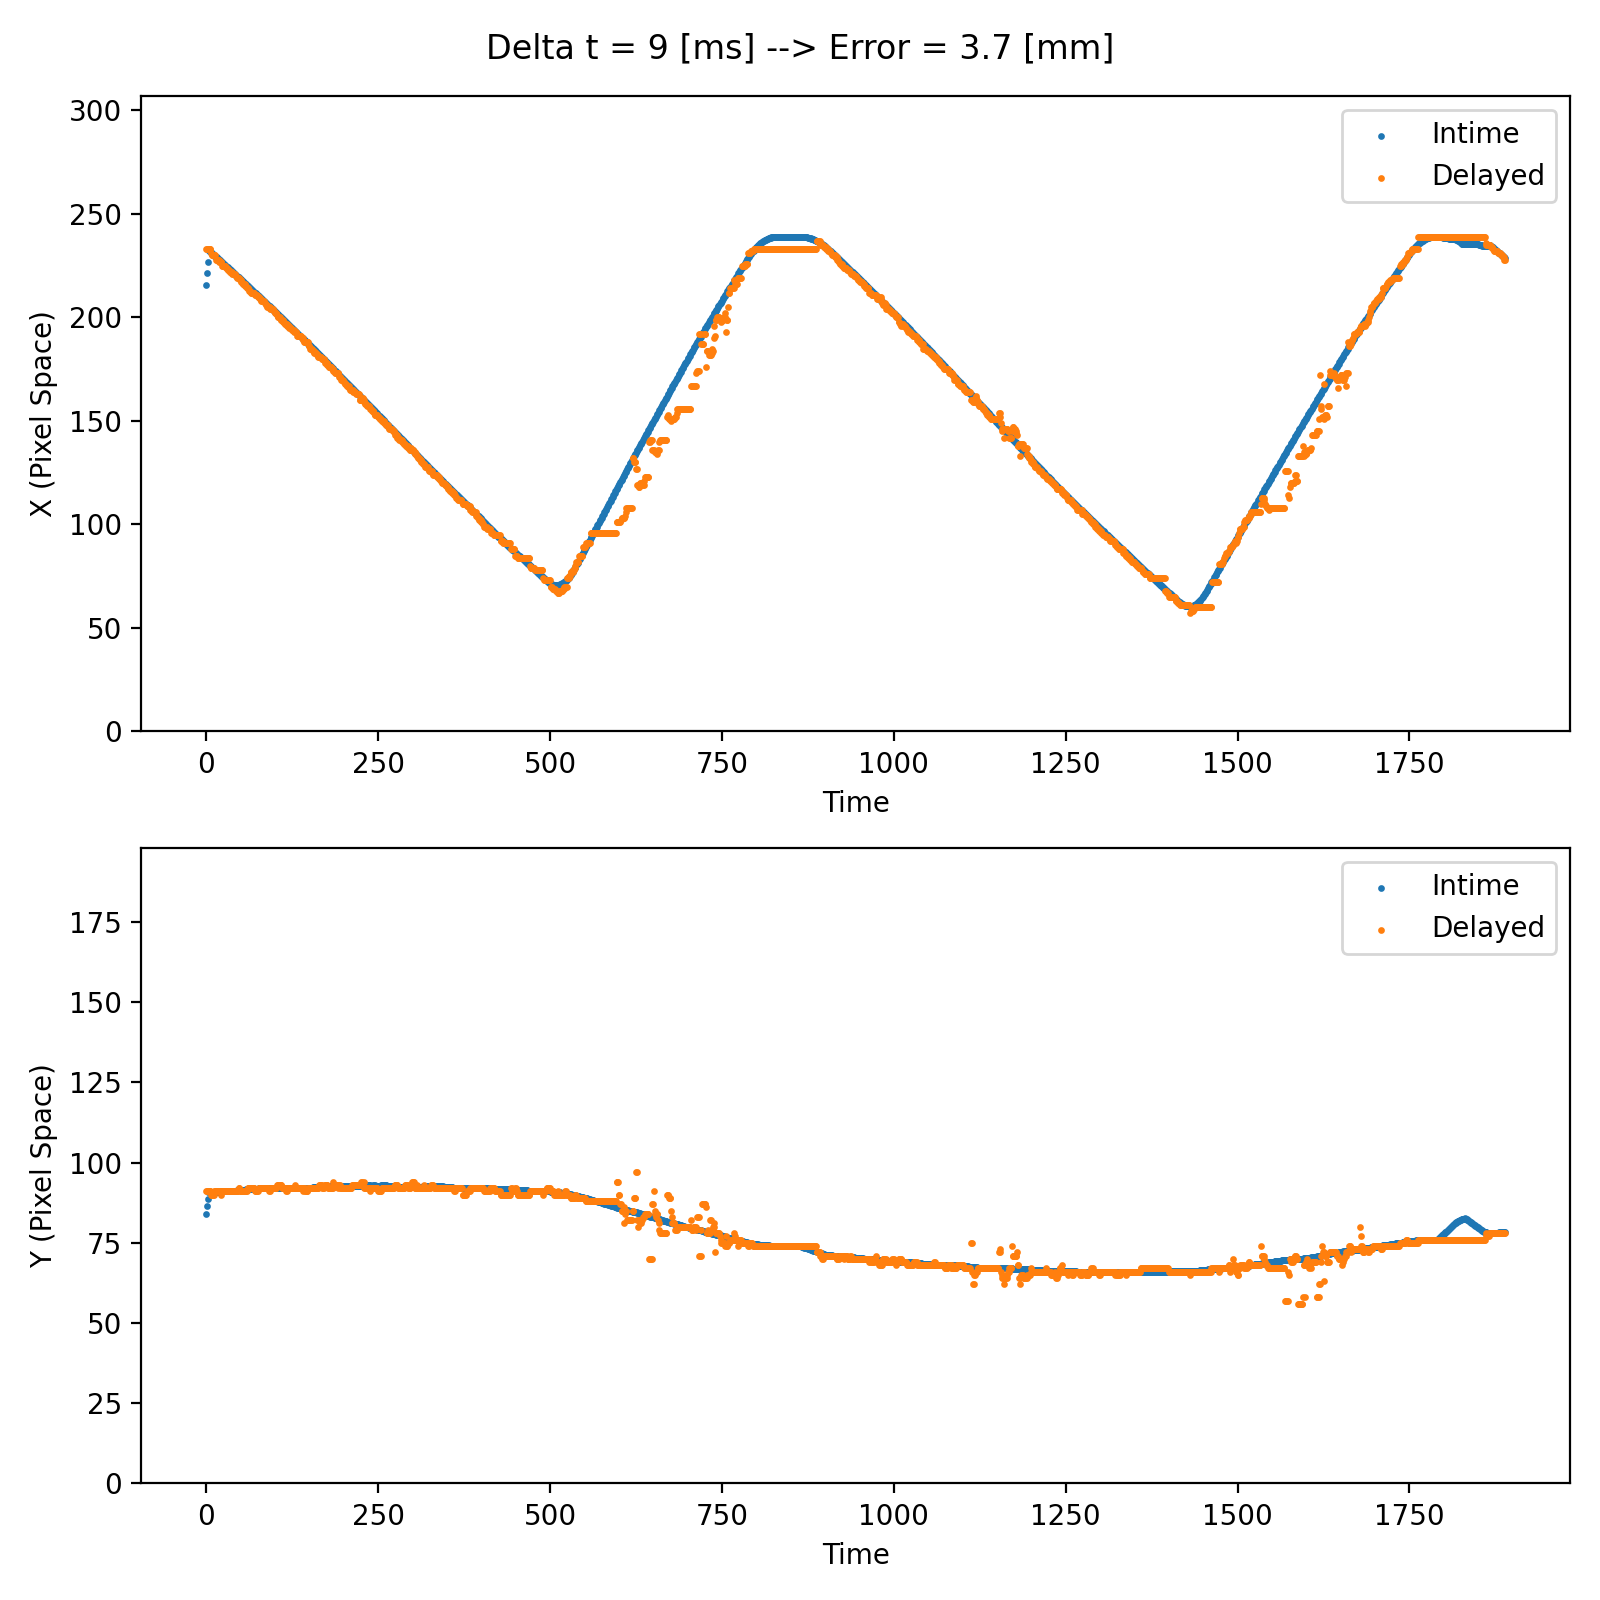 Delta t = 9 [ms] --> Error = 3.7 [mm]
300
250
200
150
100
50
0
X (Pixel Space)
Intime
Delayed
0 250 500 750 1000 1250 1500 1750
Time
175
150
125
100
75
50
25
0
Y (Pixel Space)
Intime
Delayed
0 250 500 750 1000 1250 1500 1750
Time